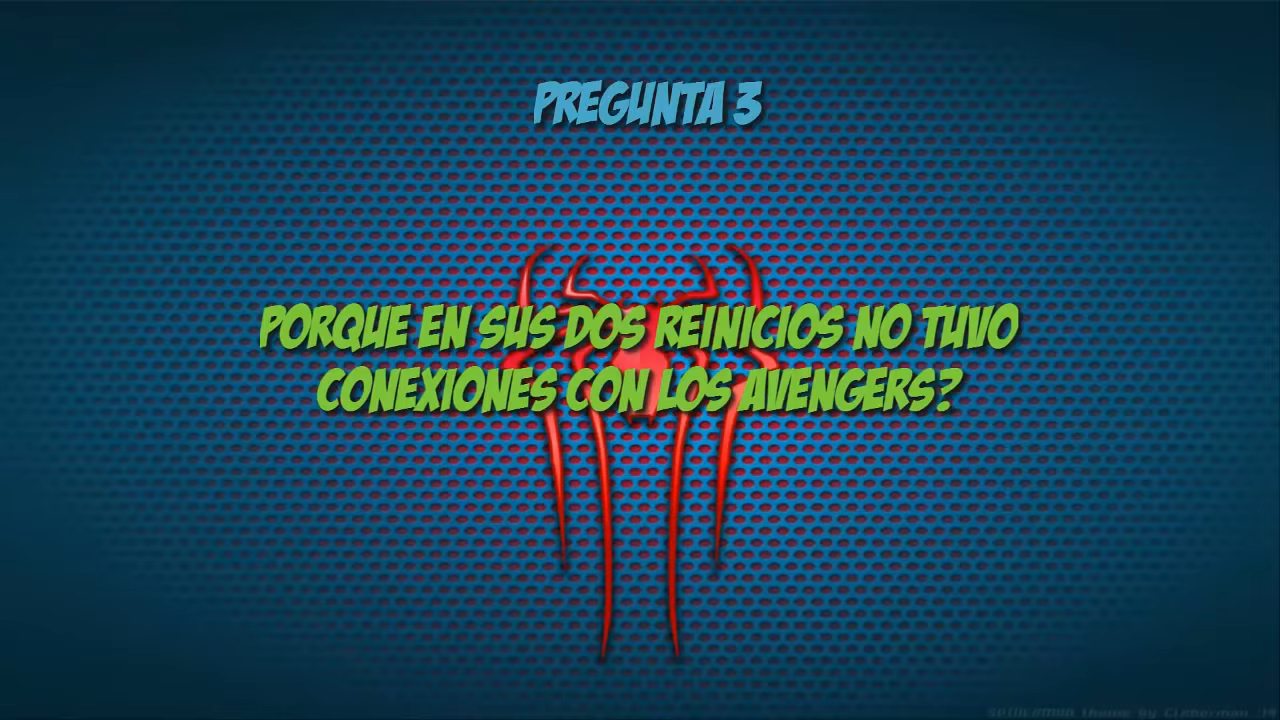 PREGUNTA 3
PORQUE EN SUS DOS REINICIOS NO TUVO
CONEXIONES CON LOS AVENGERS?